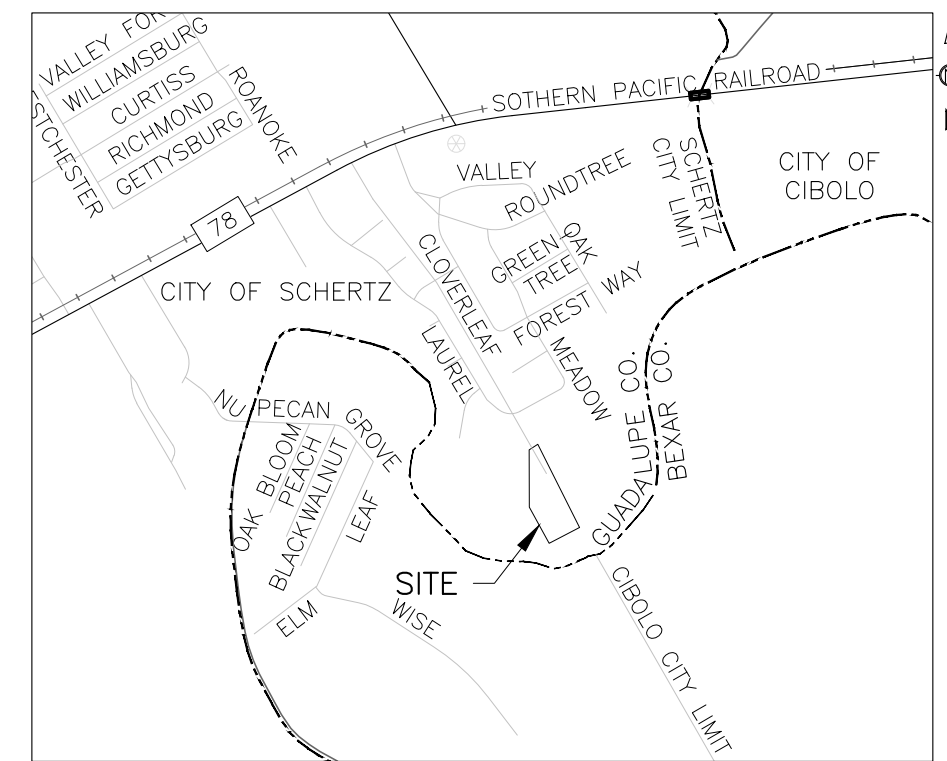 VALLEY FOR
WILLIAMSBURG
CURTISS
RICHMOND
GETTYSBURG
STCHESTER
ROANOKE
SOTHERN PACIFIC RAILROAD
78
VALLEY
ROUNDTREE
SCHERTZ
CITY LIMIT
CITY OF
CIBOLO
GREEN
TREE
OAK
CITY OF SCHERTZ
CLOVERLEAF
FOREST WAY
LAUREL
MEADOW
GUADALUPE CO.
BEXAR CO.
NU PECAN
GROVE
OAK BLOOM
PEACH
BLACKWALNUT
LEAF
SITE
ELM
WISE
CIBOLO CITY LIMIT